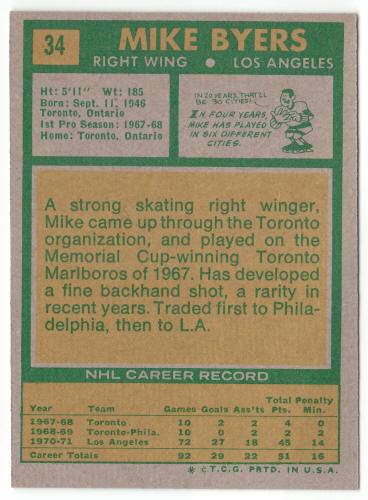 34
MIKE BYERS
RIGHT WING • LOS ANGELES
Ht: 5'11" Wt: 185
Born: Sept. 11, 1946
Toronto, Ontario
1st Pro Season: 1967-68
Home: Toronto, Ontario
IN 20 YEARS, THAT'LL
BE 30 CITIES!
IN FOUR YEARS,
MIKE HAS PLAYED
IN SIX DIFFERENT
CITIES.
A strong skating right winger,
Mike came up through the Toronto
organization, and played on the
Memorial Cup-winning Toronto
Marlboros of 1967. Has developed
a fine backhand shot, a rarity in
recent years. Traded first to Phila-
delphia, then to L.A.
NHL CAREER RECORD
Total Penalty
Year Team Games Goals Ass'ts Pts. Min.
1967-68 Toronto 10 2 2 4 0
1968-69 Toronto-Phila. 10 0 2 2 2
1970-71 Los Angeles 72 27 18 45 14
Career Totals 92 29 22 51 16
* © T.C.G. PRTD. IN U.S.A.